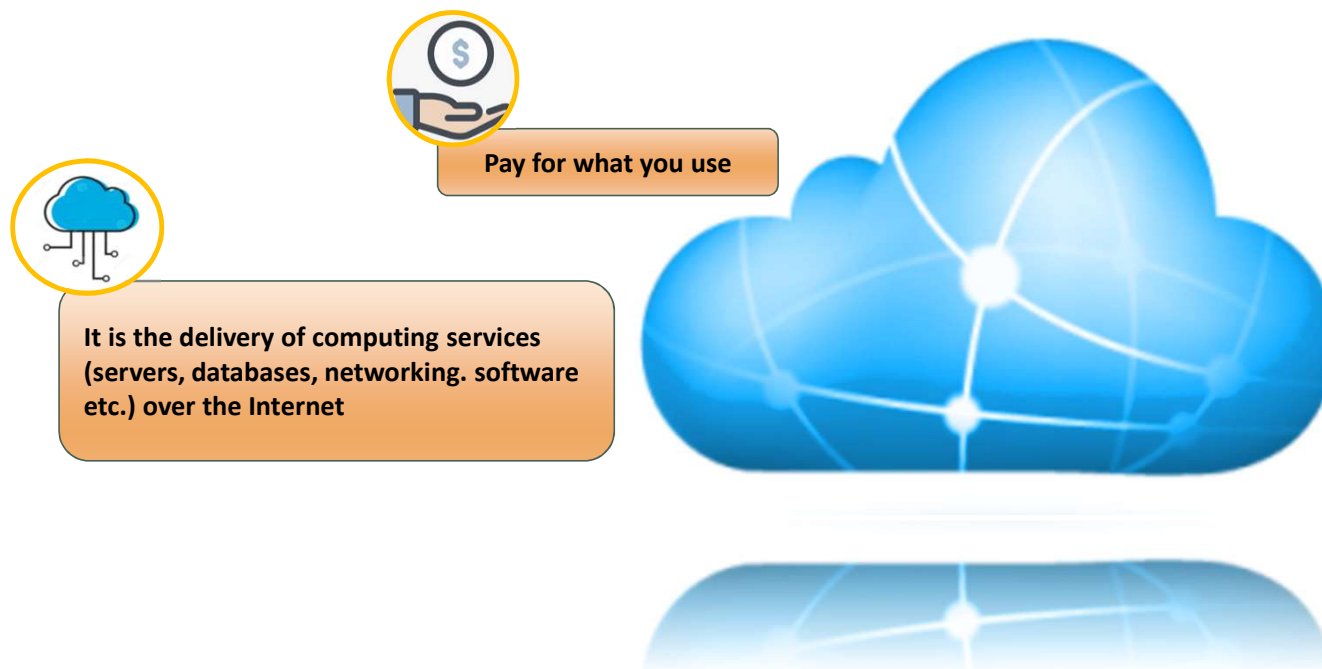 $
Pay for what you use
It is the delivery of computing services
(servers, databases, networking. software
etc.) over the Internet